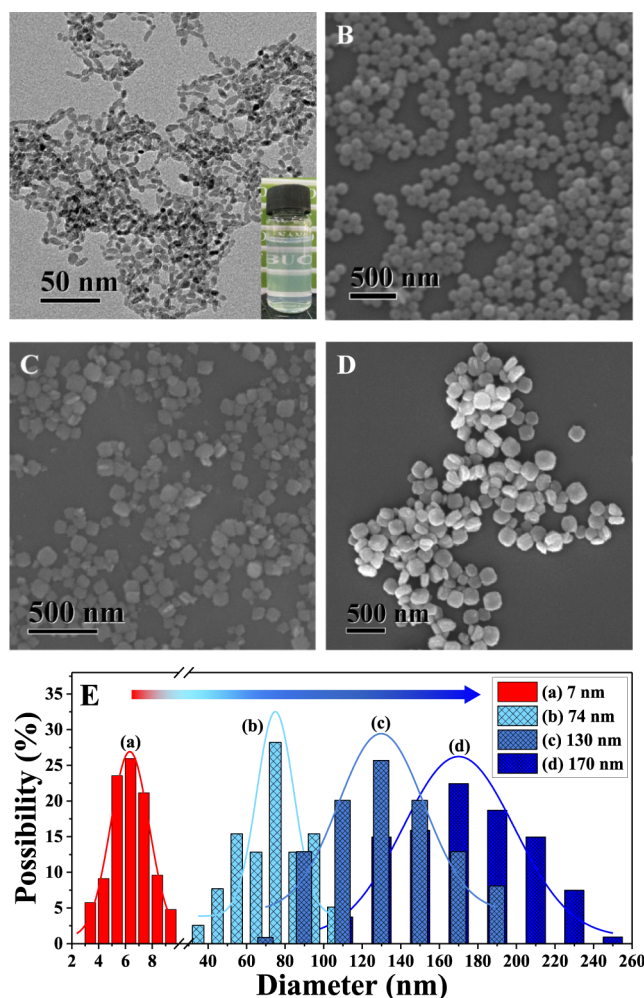 50 nm
BUC
B
500 nm
C
500 nm
D
500 nm
E
(a)
(b)
(c)
(d)
(a) 7 nm
(b) 74 nm
(c) 130 nm
(d) 170 nm
Possibility (%)
35
30
25
20
15
10
5
0
2 4 6 8 40 60 80 100 120 140 160 180 200 220 240 260
Diameter (nm)